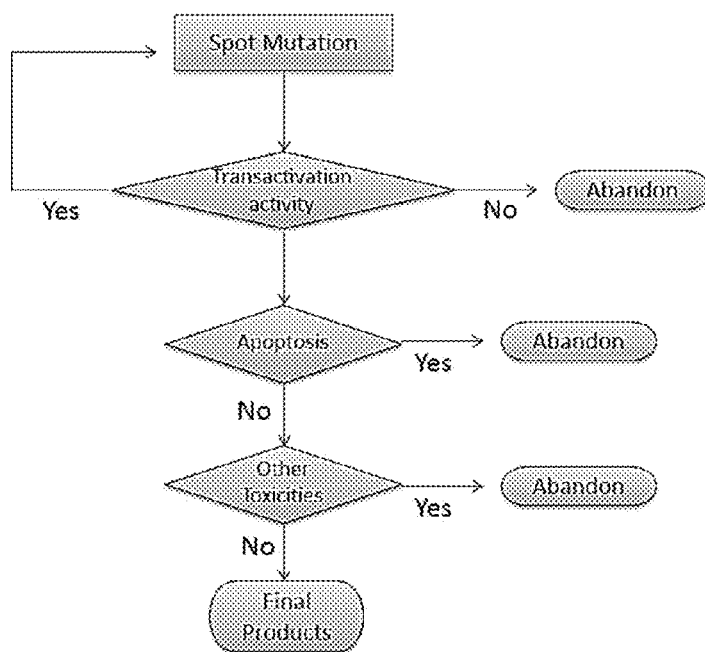 Spot Mutation
Transactivation
activity
Yes
No
Abandon
Apoptosis
Yes
Abandon
No
Other
Toxicities
Yes
Abandon
No
Final
Products